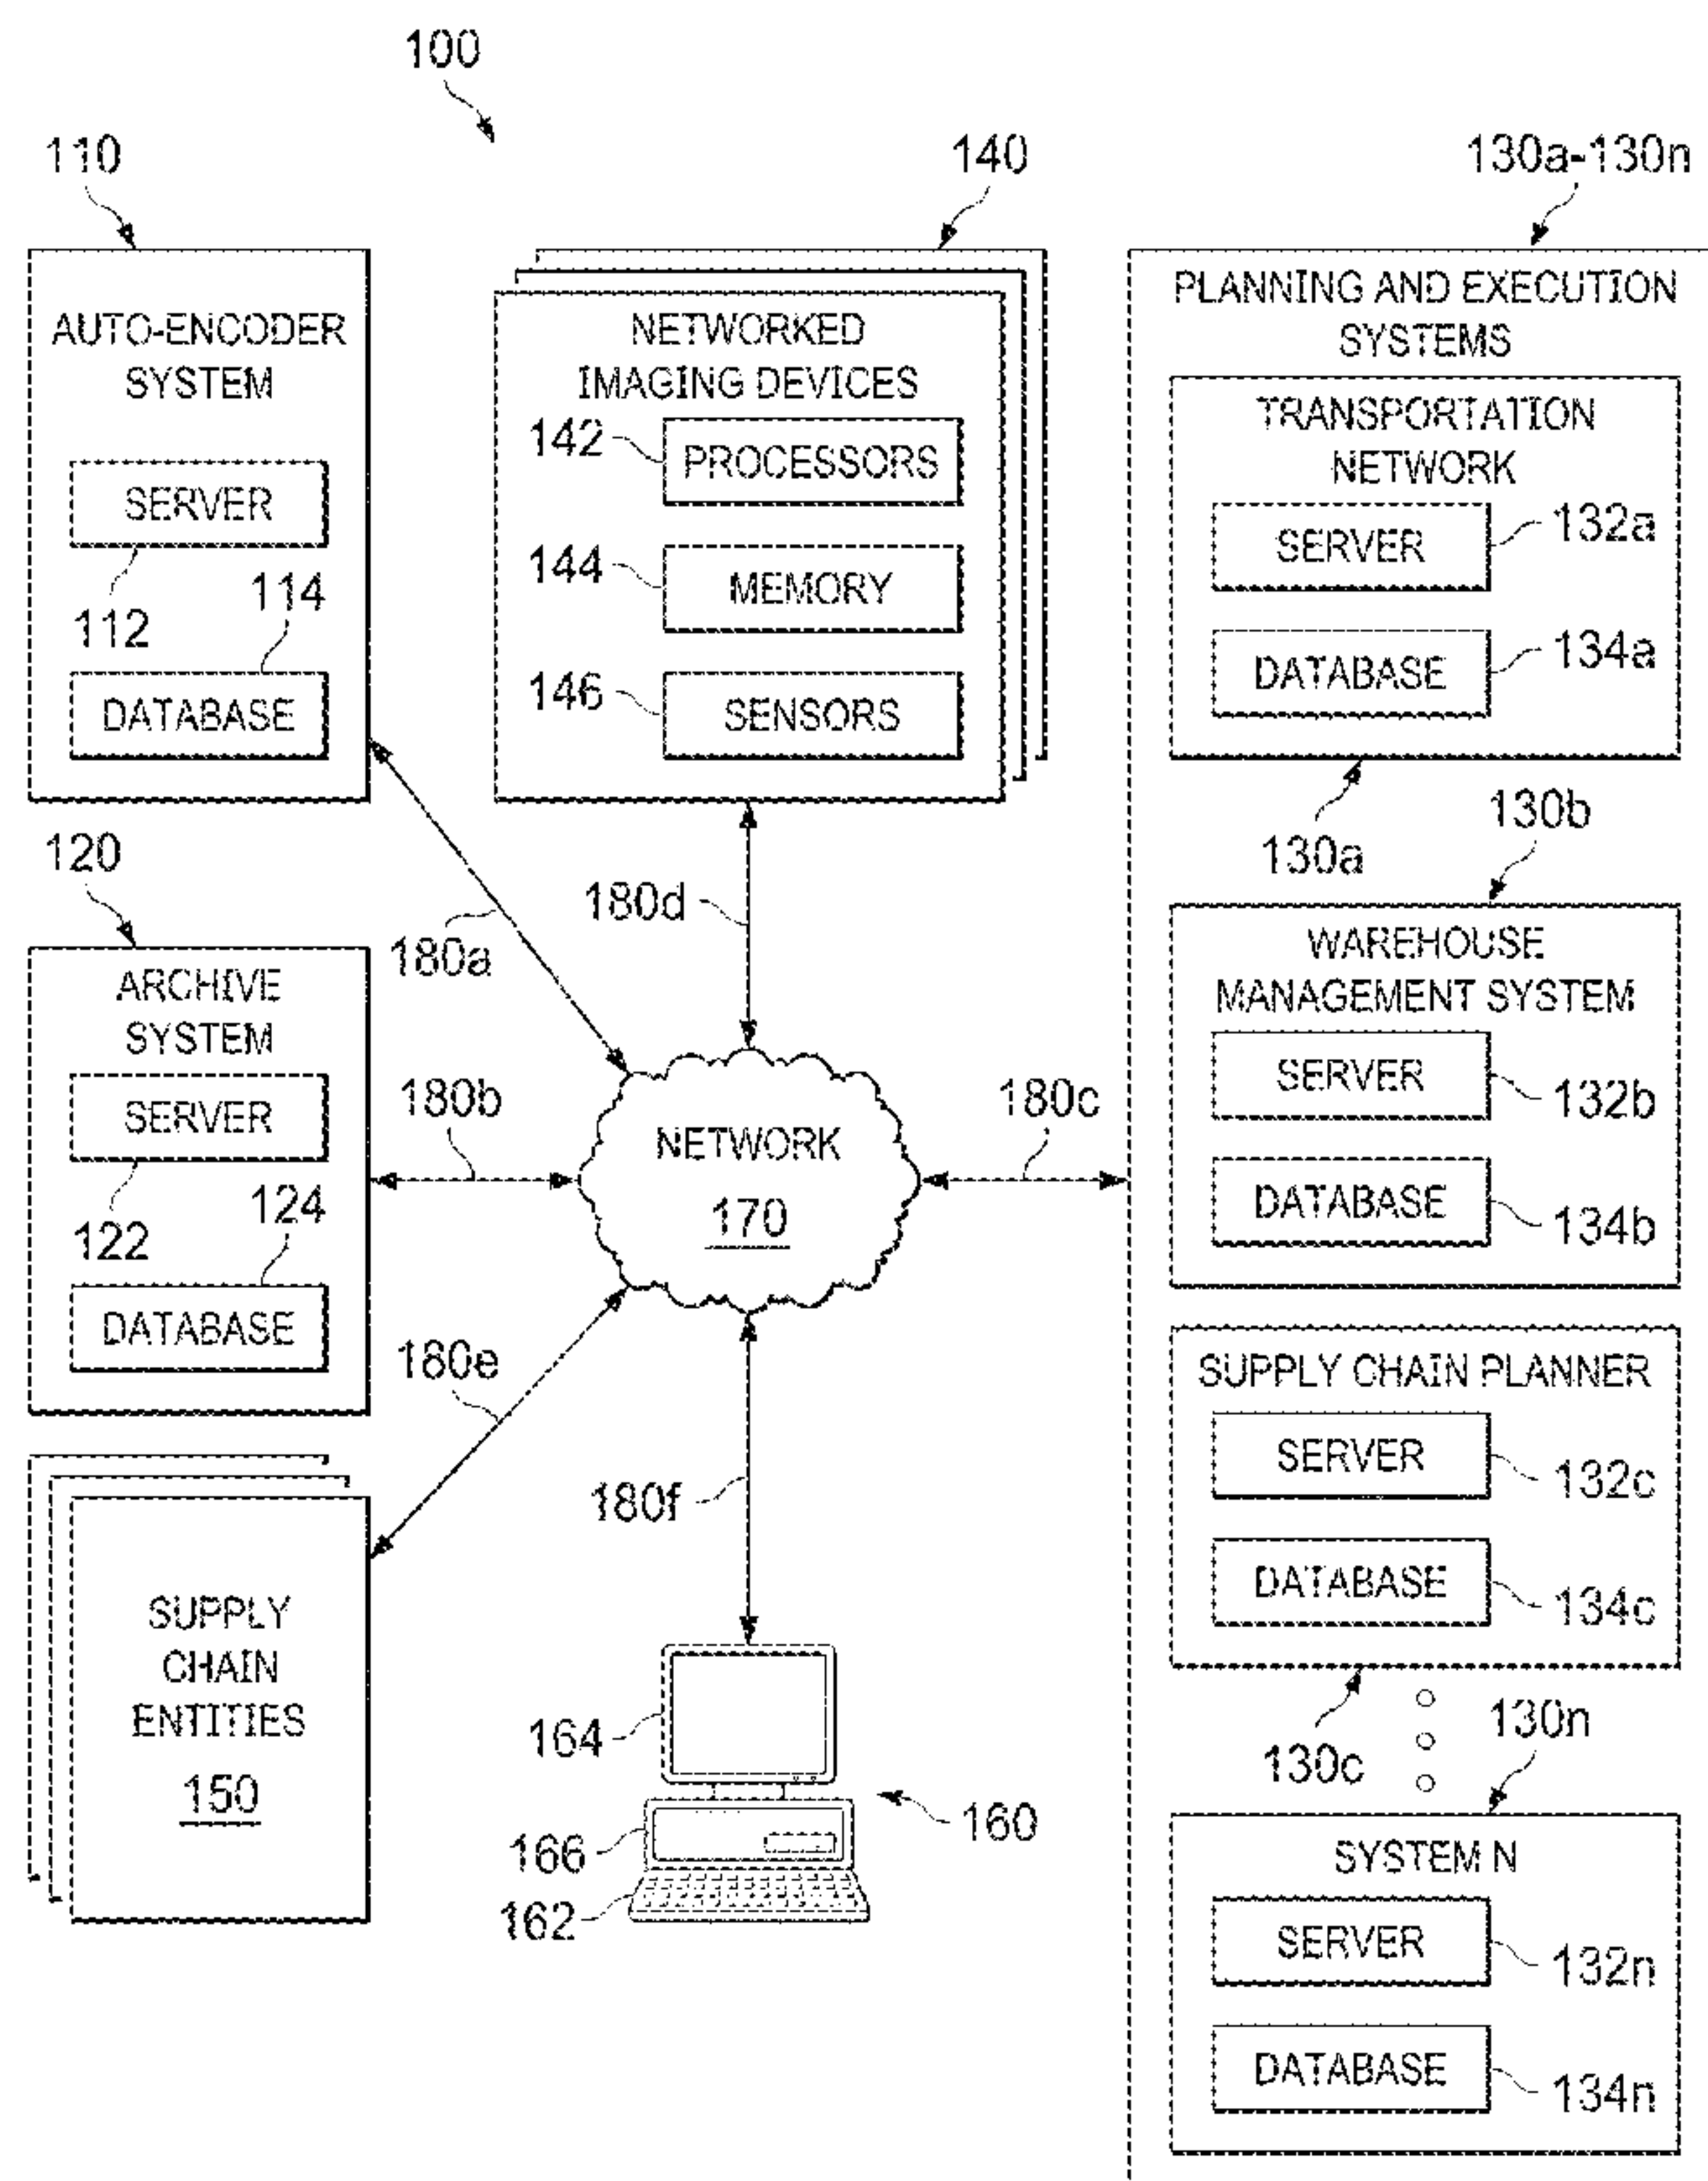 100
110
140
130a-130n
AUTO-ENCODER
SYSTEM
SERVER
112
114
DATABASE
NETWORKED
IMAGING DEVICES
142
PROCESSORS
144
MEMORY
146
SENSORS
PLANNING AND EXECUTION
SYSTEMS
TRANSPORTATION
NETWORK
SERVER
132a
DATABASE
134a
130a
130b
120
180a
180d
ARCHIVE
SYSTEM
SERVER
122
124
DATABASE
180b
NETWORK
170
180c
WAREHOUSE
MANAGEMENT SYSTEM
SERVER
132b
DATABASE
134b
180e
180f
SUPPLY CHAIN PLANNER
SERVER
132c
DATABASE
134c
130c
130n
SUPPLY
CHAIN
ENTITIES
150
164
160
166
162
SYSTEM N
SERVER
132n
DATABASE
134n